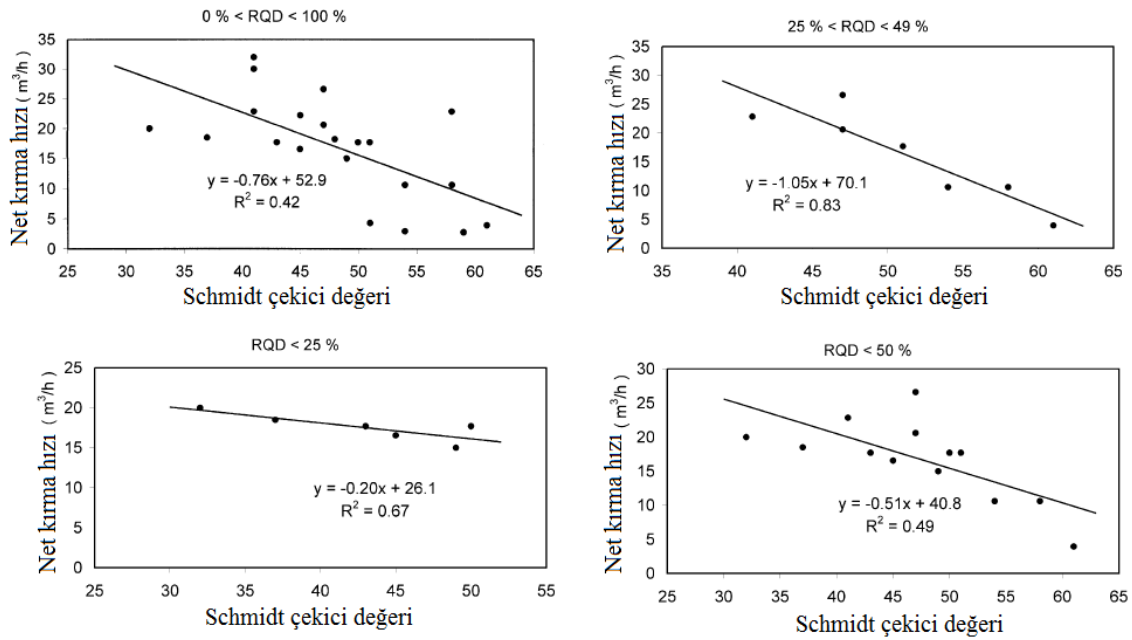 0 % < RQD < 100 %
Net kırma hızı ( m³/h )
35
30
25
20
15
10
5
0
y = -0.76x + 52.9
R² = 0.42
25 30 35 40 45 50 55 60 65
Schmidt çekici değeri
25 % < RQD < 49 %
Net kırma hızı ( m³/h )
35
30
25
20
15
10
5
0
y = -1.05x + 70.1
R² = 0.83
35 40 45 50 55 60 65
Schmidt çekici değeri
RQD < 25 %
Net kırma hızı ( m³/h )
25
20
15
10
5
0
y = -0.20x + 26.1
R² = 0.67
25 30 35 40 45 50 55
Schmidt çekici değeri
RQD < 50 %
Net kırma hızı ( m³/h )
30
25
20
15
10
5
0
y = -0.51x + 40.8
R² = 0.49
25 30 35 40 45 50 55 60 65
Schmidt çekici değeri